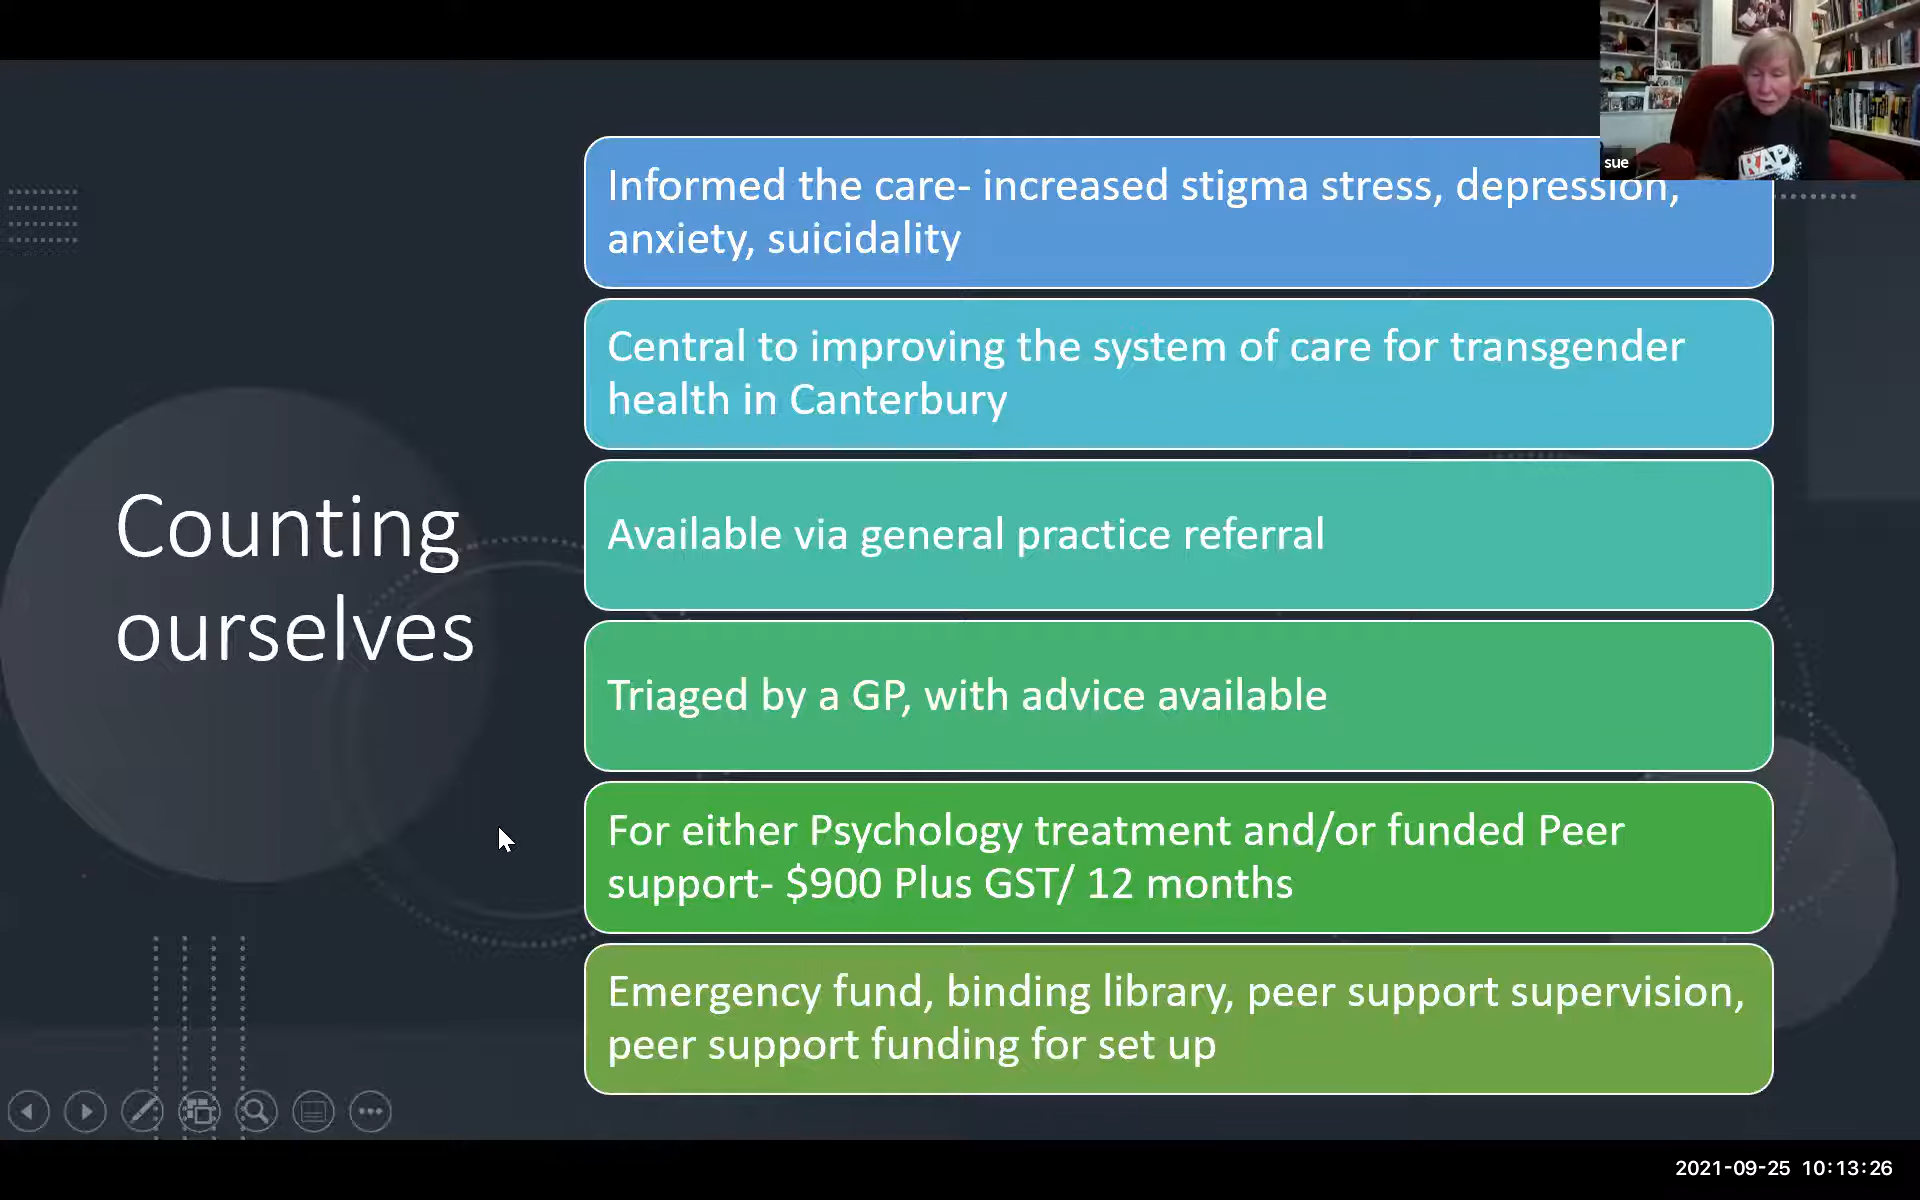 sue
RAP
Informed the care- increased stigma stress, depression,
anxiety, suicidality
Central to improving the system of care for transgender
health in Canterbury
Counting
ourselves
Available via general practice referral
Triaged by a GP, with advice available
For either Psychology treatment and/or funded Peer
support- $900 Plus GST/ 12 months
Emergency fund, binding library, peer support supervision,
peer support funding for set up
2021-09-25 10:13:26